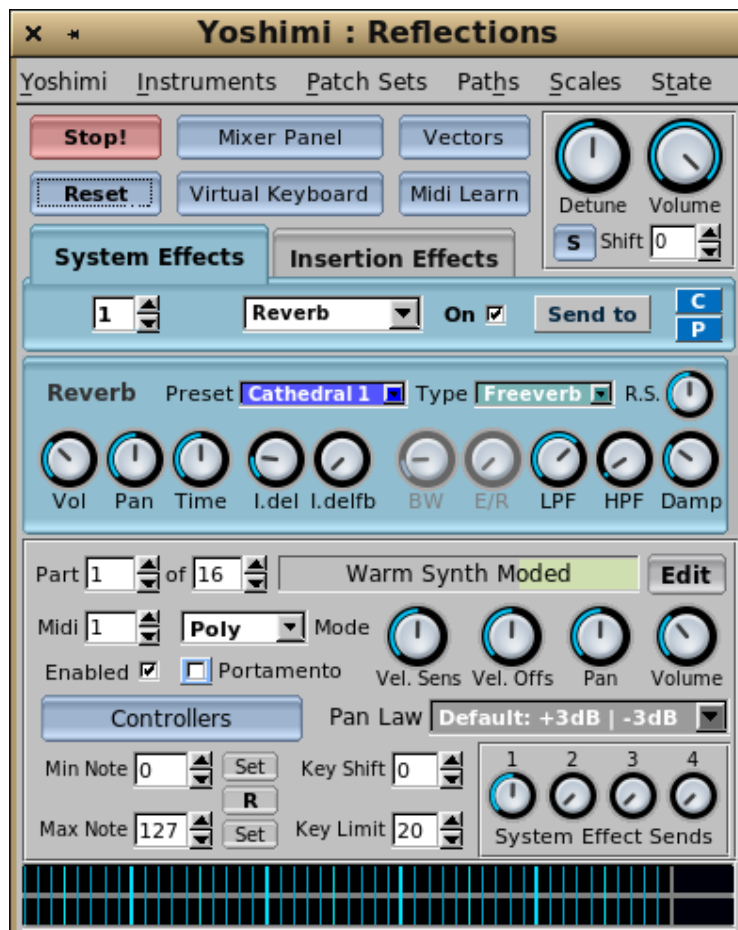 Yoshimi : Reflections
Yoshimi Instruments Patch Sets Paths Scales State
Stop! Mixer Panel Vectors
Reset Virtual Keyboard Midi Learn
Detune Volume
S Shift 0
System Effects Insertion Effects
1 Reverb On Send to C
P
Reverb Preset Cathedral 1 Type Freeverb R.S.
Vol Pan Time I.del I.delfb BW E/R LPF HPF Damp
Part 1 of 16 Warm Synth Moded Edit
Midi 1 Poly Mode
Enabled Portamento Vel. Sens Vel. Offs Pan Volume
Controllers Pan Law Default: +3dB | -3dB
Min Note 0 Set Key Shift 0 1 2 3 4
R
Max Note 127 Set Key Limit 20 System Effect Sends